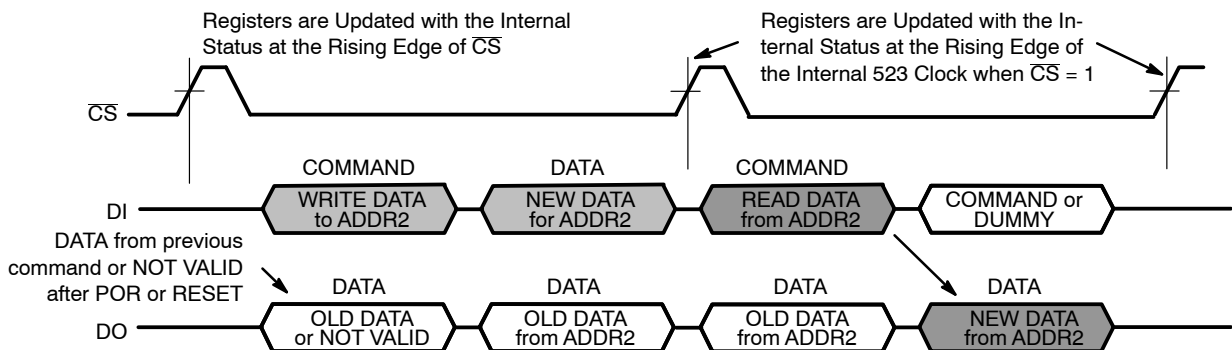 Registers are Updated with the Internal
Status at the Rising Edge of CS
Registers are Updated with the In-
ternal Status at the Rising Edge of
the Internal 523 Clock when CS = 1
CS
COMMAND
DATA
COMMAND
DI
WRITE DATA
to ADDR2
NEW DATA
for ADDR2
READ DATA
from ADDR2
COMMAND or
DUMMY
DATA from previous
command or NOT VALID
after POR or RESET
DATA
DATA
DATA
DATA
DO
OLD DATA
or NOT VALID
OLD DATA
from ADDR2
OLD DATA
from ADDR2
NEW DATA
from ADDR2